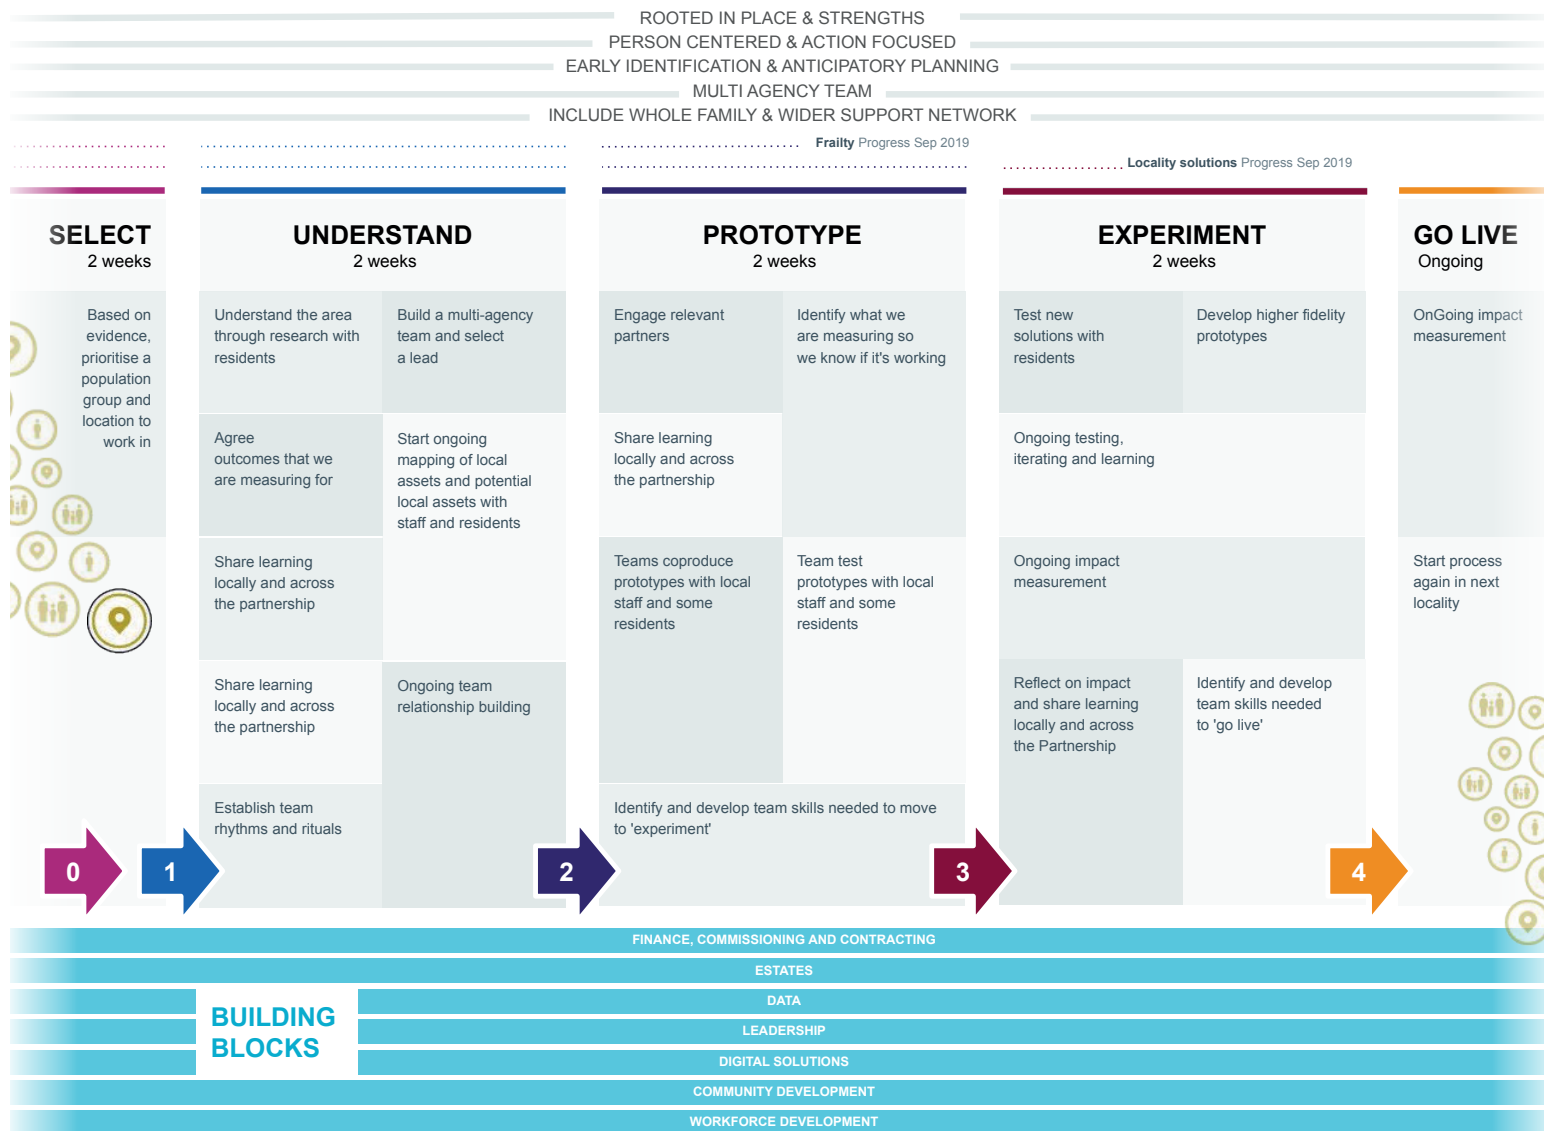 ROOTED IN PLACE & STRENGTHS
PERSON CENTERED & ACTION FOCUSED
EARLY IDENTIFICATION & ANTICIPATORY PLANNING
MULTI AGENCY TEAM
INCLUDE WHOLE FAMILY & WIDER SUPPORT NETWORK
Frailty Progress Sep 2019
Locality solutions Progress Sep 2019
SELECT
2 weeks
Based on
evidence,
prioritise a
population
group and
location to
work in
0
UNDERSTAND
2 weeks
Understand the area
through research with
residents
Build a multi-agency
team and select
a lead
Agree
outcomes that we
are measuring for
Start ongoing
mapping of local
assets and potential
local assets with
staff and residents
Share learning
locally and across
the partnership
Share learning
locally and across
the partnership
Ongoing team
relationship building
Establish team
rhythms and rituals
1
PROTOTYPE
2 weeks
Engage relevant
partners
Identify what we
are measuring so
we know if it's working
Share learning
locally and across
the partnership
Teams coproduce
prototypes with local
staff and some
residents
Team test
prototypes with local
staff and some
residents
Identify and develop team skills needed to move
to 'experiment'
2
EXPERIMENT
2 weeks
Test new
solutions with
residents
Develop higher fidelity
prototypes
Ongoing testing,
iterating and learning
Ongoing impact
measurement
Reflect on impact
and share learning
locally and across
the Partnership
Identify and develop
team skills needed
to 'go live'
3
GO LIVE
Ongoing
OnGoing impact
measurement
Start process
again in next
locality
4
BUILDING
BLOCKS
FINANCE, COMMISSIONING AND CONTRACTING
ESTATES
DATA
LEADERSHIP
DIGITAL SOLUTIONS
COMMUNITY DEVELOPMENT
WORKFORCE DEVELOPMENT